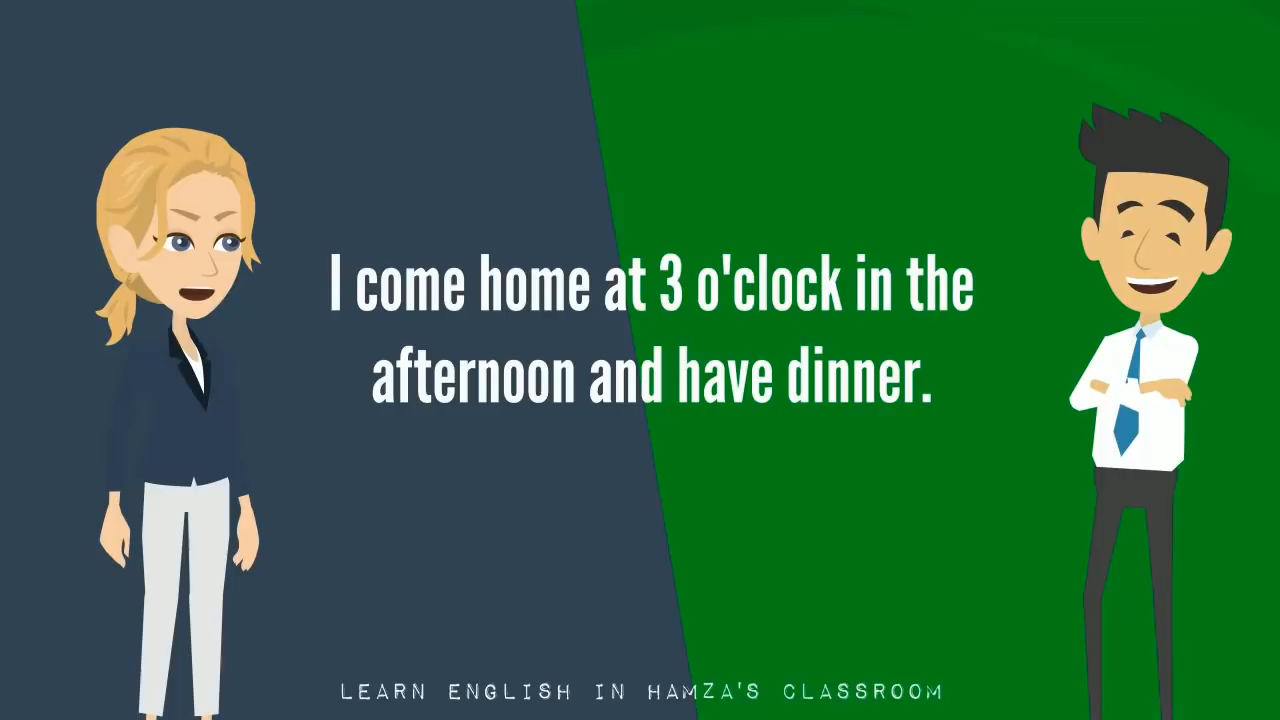 I come home at 3 o'clock in the
afternoon and have dinner.
LEARN ENGLISH IN HAMZA'S CLASSROOM